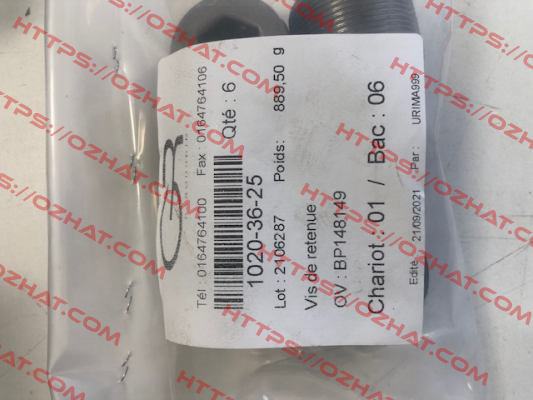 Tél : 0164764100 Fax : 0164764106
1020-36-25 Qté : 6
Lot : 2106287 Poids: 889,50 g
Vis de retenue
OV : BP148149
Chariot : 01 / Bac : 06
Edité : 21/09/2021 Par : URIMA999
HTTPS://OZHAT.COM